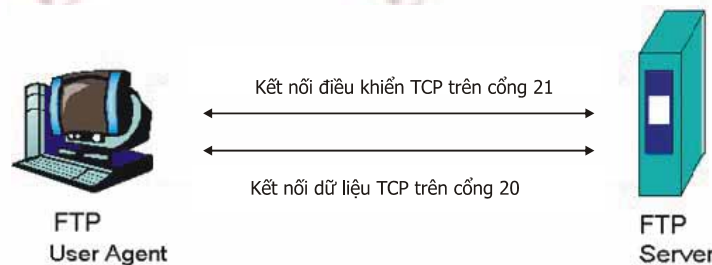 Kết nối điều khiển TCP trên cổng 21
Kết nối dữ liệu TCP trên cổng 20
FTP
User Agent
FTP
Server